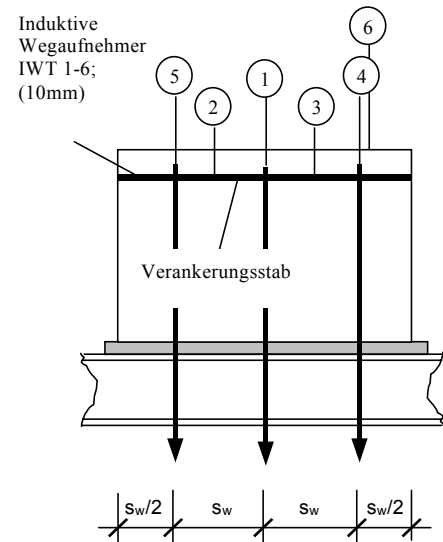 Induktive
Wegaufnehmer
IWT 1-6;
(10mm)
6
5
1
4
2
3
Verankerungsstab
sw/2
sw
sw
sw/2